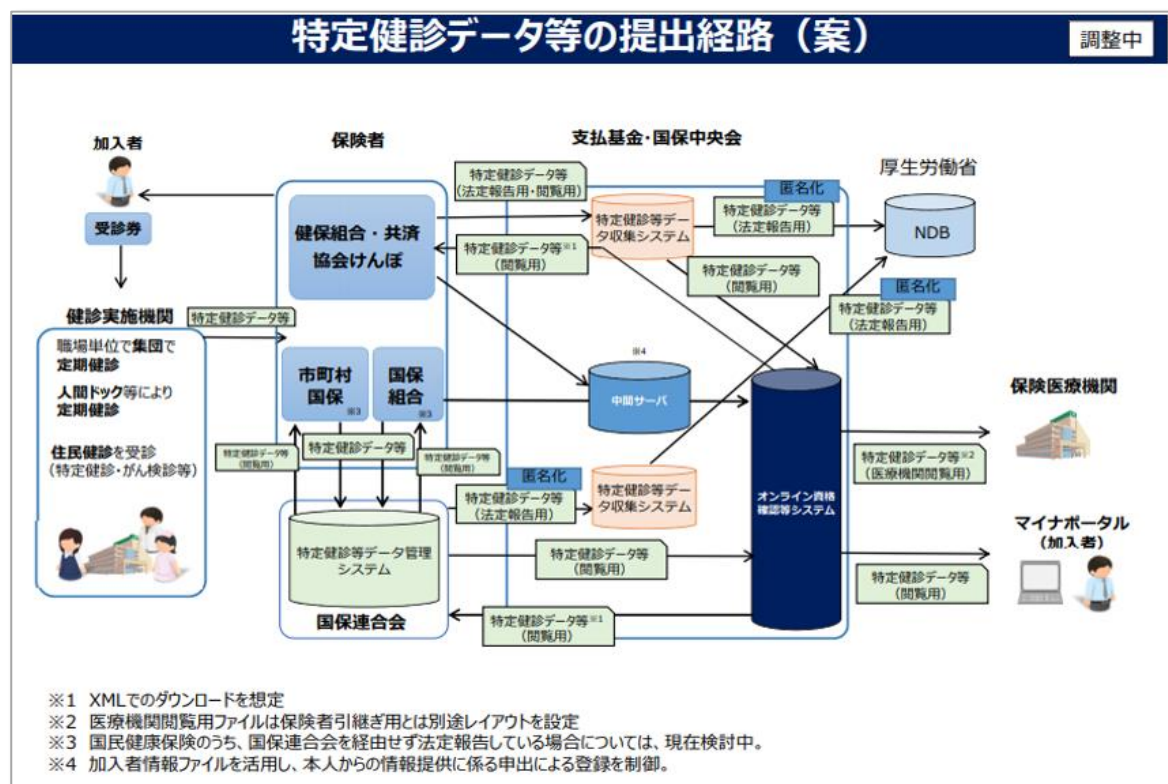 特定健診データ等の提出経路（案）
調整中
加入者
受診券
健診実施機関
職場単位で集団で
定期健診
人間ドック等により
定期健診
住民健診を受診
（特定健診・がん検診等）
特定健診データ等
保険者
健保組合・共済
協会けんぽ
市町村
国保
※3
国保
組合
※3
特定健診データ等
（閲覧用）
特定健診データ等
特定健診データ等
（閲覧用）
特定健診等データ管理
システム
国保連合会
支払基金・国保中央会
特定健診データ等
（法定報告用・閲覧用）
特定健診等デー
タ収集システム
匿名化
特定健診データ等
（法定報告用）
特定健診データ等※1
（閲覧用）
特定健診データ等
（閲覧用）
厚生労働省
NDB
匿名化
特定健診データ等
（法定報告用）
※4
中間サーバ
匿名化
特定健診データ等
（法定報告用）
特定健診等デー
タ収集システム
特定健診データ等
（閲覧用）
特定健診データ等※1
（閲覧用）
オンライン資格
確認等システム
保険医療機関
特定健診データ等※2
（医療機関閲覧用）
マイナポータル
（加入者）
特定健診データ等
（閲覧用）
※1 XMLでのダウンロードを想定
※2 医療機関閲覧用ファイルは保険者引継ぎ用とは別途レイアウトを設定
※3 国民健康保険のうち、国保連合会を経由せず法定報告している場合については、現在検討中。
※4 加入者情報ファイルを活用し、本人からの情報提供に係る申出による登録を制御。